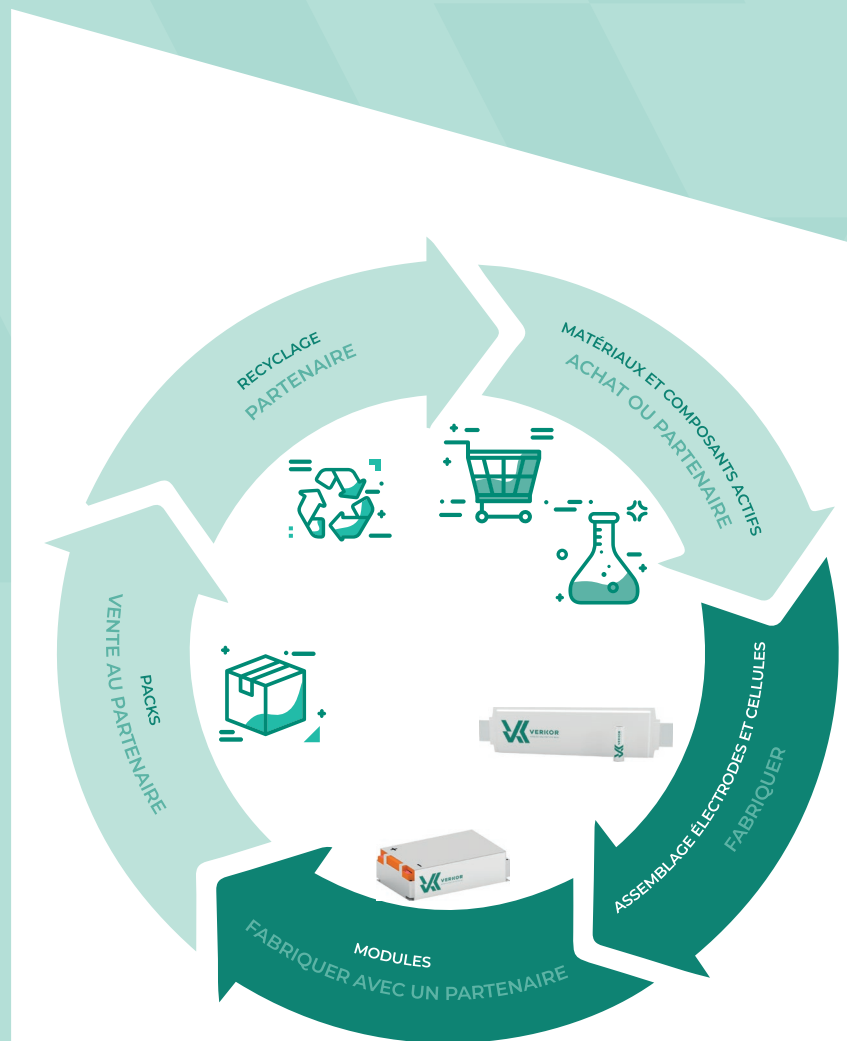 RECYCLAGE
PARTENAIRE
MATÉRIAUX ET COMPOSANTS ACTIFS
ACHAT OU PARTENAIRE
ASSEMBLAGE ÉLECTRODES ET CELLULES
FABRIQUER
MODULES
FABRIQUER AVEC UN PARTENAIRE
PACKS
VENTE AU PARTENAIRE
VERKOR
VERKOR
VERKOR